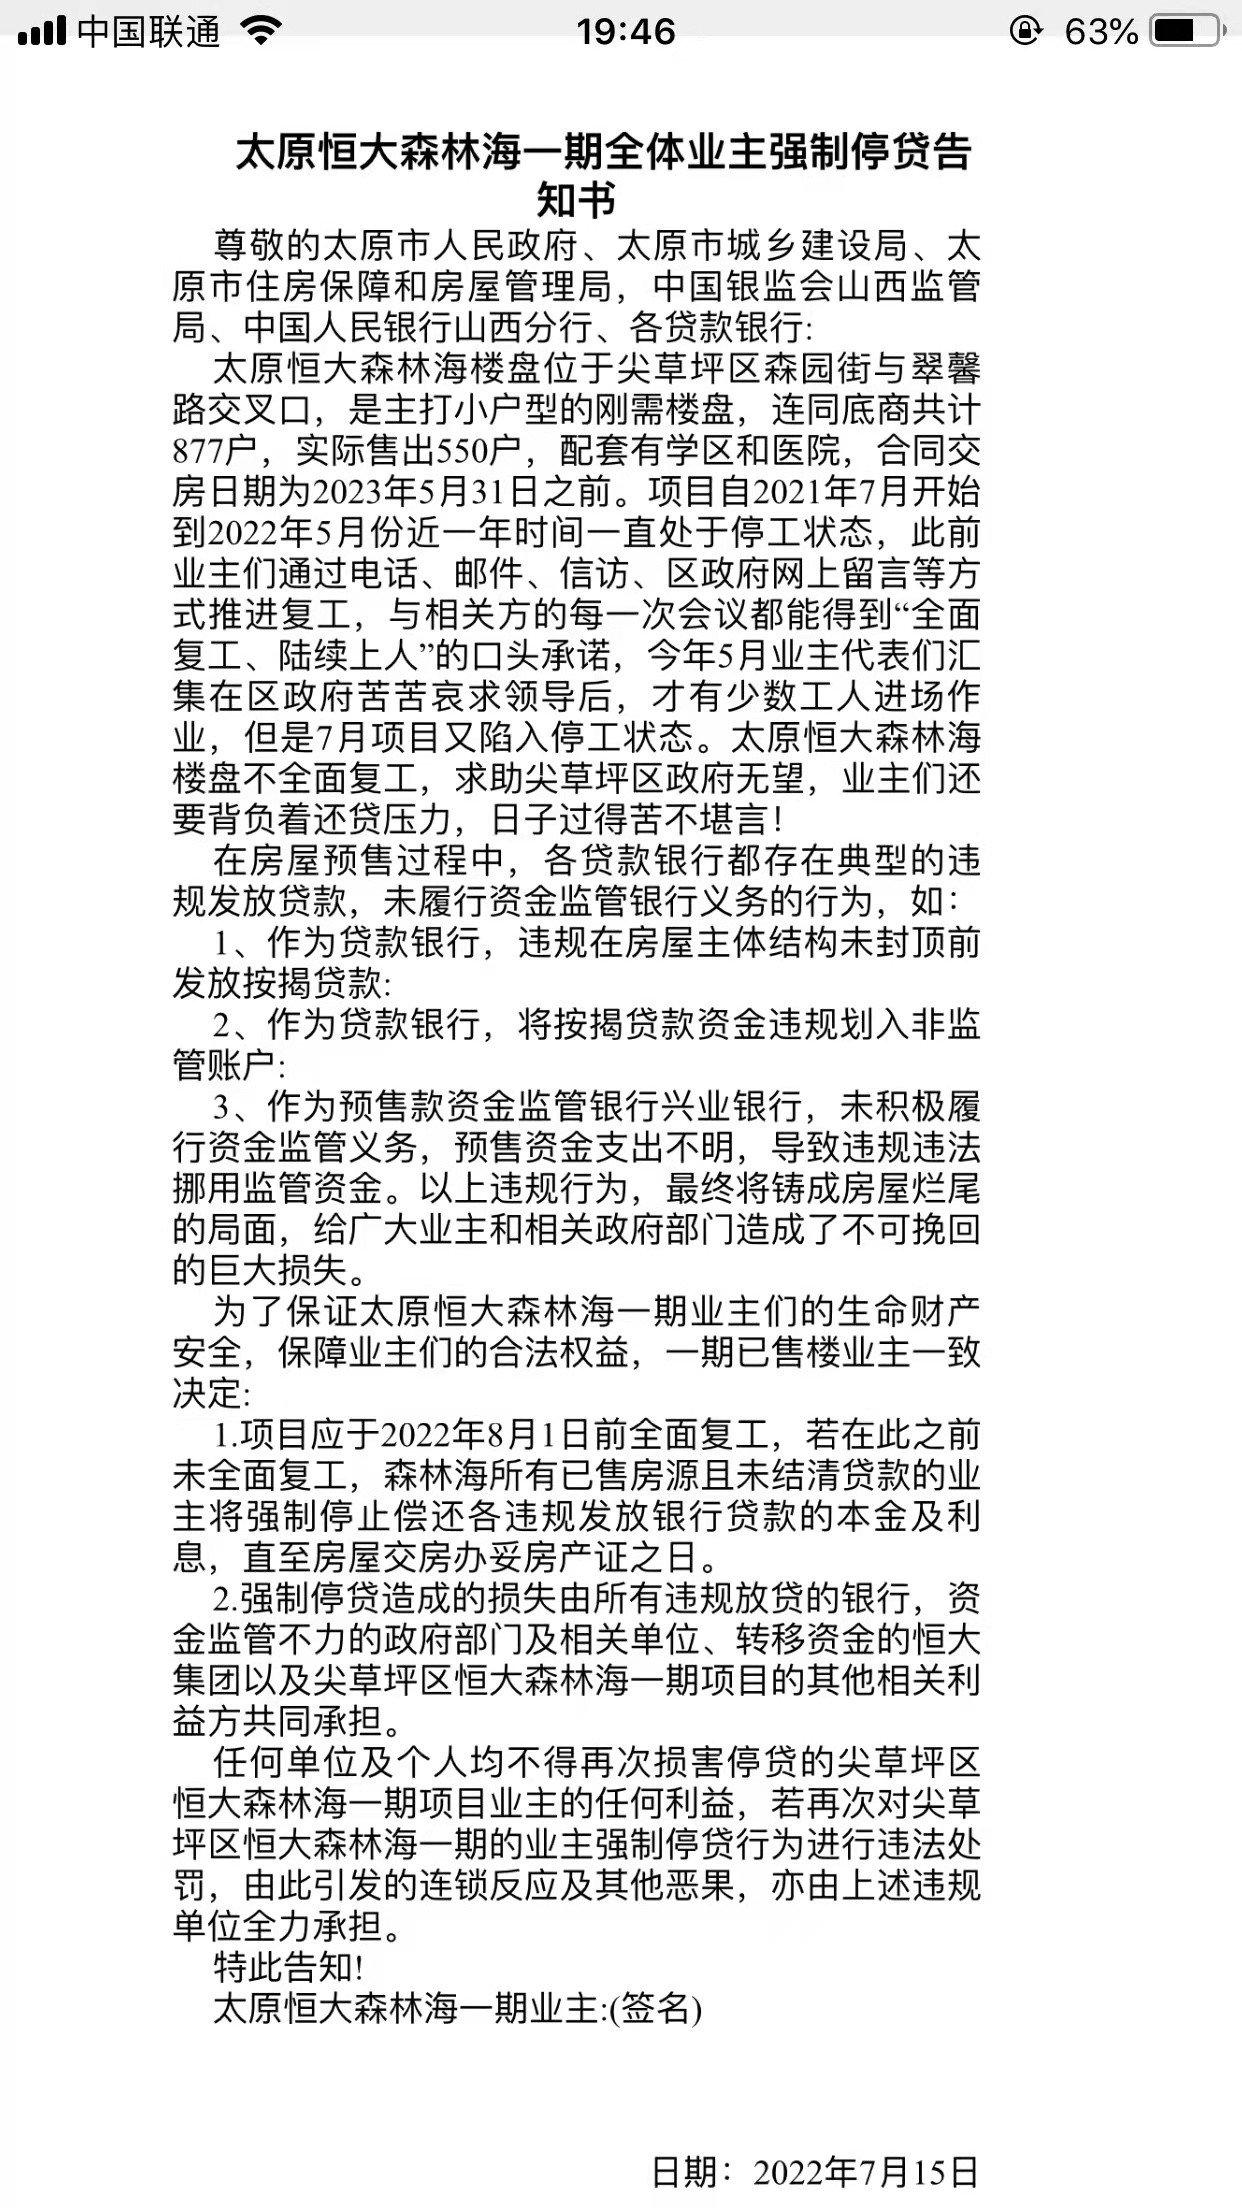 中国联通 19:46 63%
太原恒大森林海一期全体业主强制停贷告
知书
尊敬的太原市人民政府、太原市城乡建设局、太
原市住房保障和房屋管理局，中国银监会山西监管
局、中国人民银行山西分行、各贷款银行:
太原恒大森林海楼盘位于尖草坪区森园街与翠馨
路交叉口，是主打小户型的刚需楼盘，连同底商共计
877户，实际售出550户，配套有学区和医院，合同交
房日期为2023年5月31日之前。项目自2021年7月开始
到2022年5月份近一年时间一直处于停工状态，此前
业主们通过电话、邮件、信访、区政府网上留言等方
式推进复工，与相关方的每一次会议都能得到“全面
复工、陆续上人”的口头承诺，今年5月业主代表们汇
集在区政府苦苦哀求领导后，才有少数工人进场作
业，但是7月项目又陷入停工状态。太原恒大森林海
楼盘不全面复工，求助尖草坪区政府无望，业主们还
要背负着还贷压力，日子过得苦不堪言！
在房屋预售过程中，各贷款银行都存在典型的违
规发放贷款，未履行资金监管银行义务的行为，如：
1、作为贷款银行，违规在房屋主体结构未封顶前
发放按揭贷款:
2、作为贷款银行，将按揭贷款资金违规划入非监
管账户:
3、作为预售款资金监管银行兴业银行，未积极履
行资金监管义务，预售资金支出不明，导致违规违法
挪用监管资金。以上违规行为，最终将铸成房屋烂尾
的局面，给广大业主和相关政府部门造成了不可挽回
的巨大损失。
为了保证太原恒大森林海一期业主们的生命财产
安全，保障业主们的合法权益，一期已售楼业主一致
决定:
1.项目应于2022年8月1日前全面复工，若在此之前
未全面复工，森林海所有已售房源且未结清贷款的业
主将强制停止偿还各违规发放银行贷款的本金及利
息，直至房屋交房办妥房产证之日。
2.强制停贷造成的损失由所有违规放贷的银行，资
金监管不力的政府部门及相关单位、转移资金的恒大
集团以及尖草坪区恒大森林海一期项目的其他相关利
益方共同承担。
任何单位及个人均不得再次损害停贷的尖草坪区
恒大森林海一期项目业主的任何利益，若再次对尖草
坪区恒大森林海一期的业主强制停贷行为进行违法处
罚，由此引发的连锁反应及其他恶果，亦由上述违规
单位全力承担。
特此告知!
太原恒大森林海一期业主:(签名)
日期：2022年7月15日